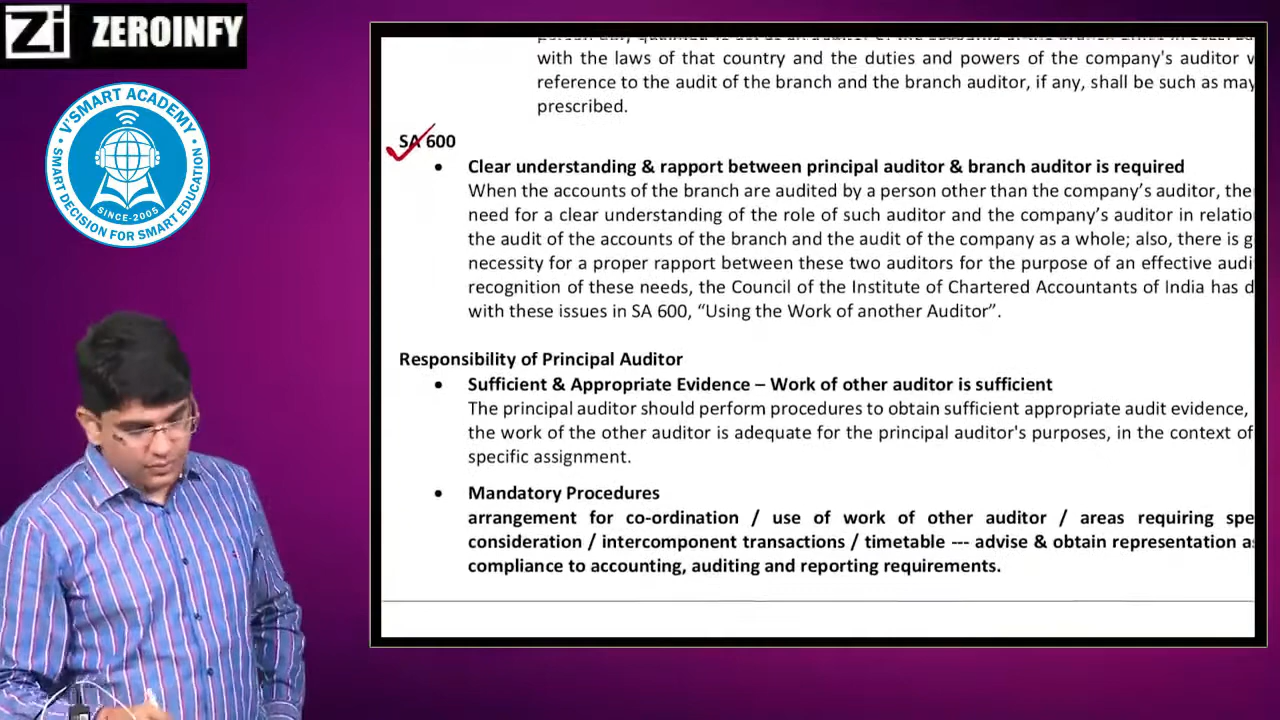 Zi ZEROINFY
V'SMART ACADEMY
SINCE-2005
SMART DECISION FOR SMART EDUCATION
with the laws of that country and the duties and powers of the company's auditor
reference to the audit of the branch and the branch auditor, if any, shall be such as may
prescribed.
SA 600
• Clear understanding & rapport between principal auditor & branch auditor is required
When the accounts of the branch are audited by a person other than the company's auditor,
need for a clear understanding of the role of such auditor and the company's auditor in
the audit of the accounts of the branch and the audit of the company as a whole; also, there is
necessity for a proper rapport between these two auditors for the purpose of an effective
recognition of these needs, the Council of the Institute of Chartered Accountants of India has
with these issues in SA 600, “Using the Work of another Auditor”.
Responsibility of Principal Auditor
• Sufficient & Appropriate Evidence – Work of other auditor is sufficient
The principal auditor should perform procedures to obtain sufficient appropriate audit evidence,
the work of the other auditor is adequate for the principal auditor's purposes, in the context of
specific assignment.
• Mandatory Procedures
arrangement for co-ordination / use of work of other auditor / areas requiring
consideration / intercomponent transactions / timetable --- advise & obtain representation
compliance to accounting, auditing and reporting requirements.